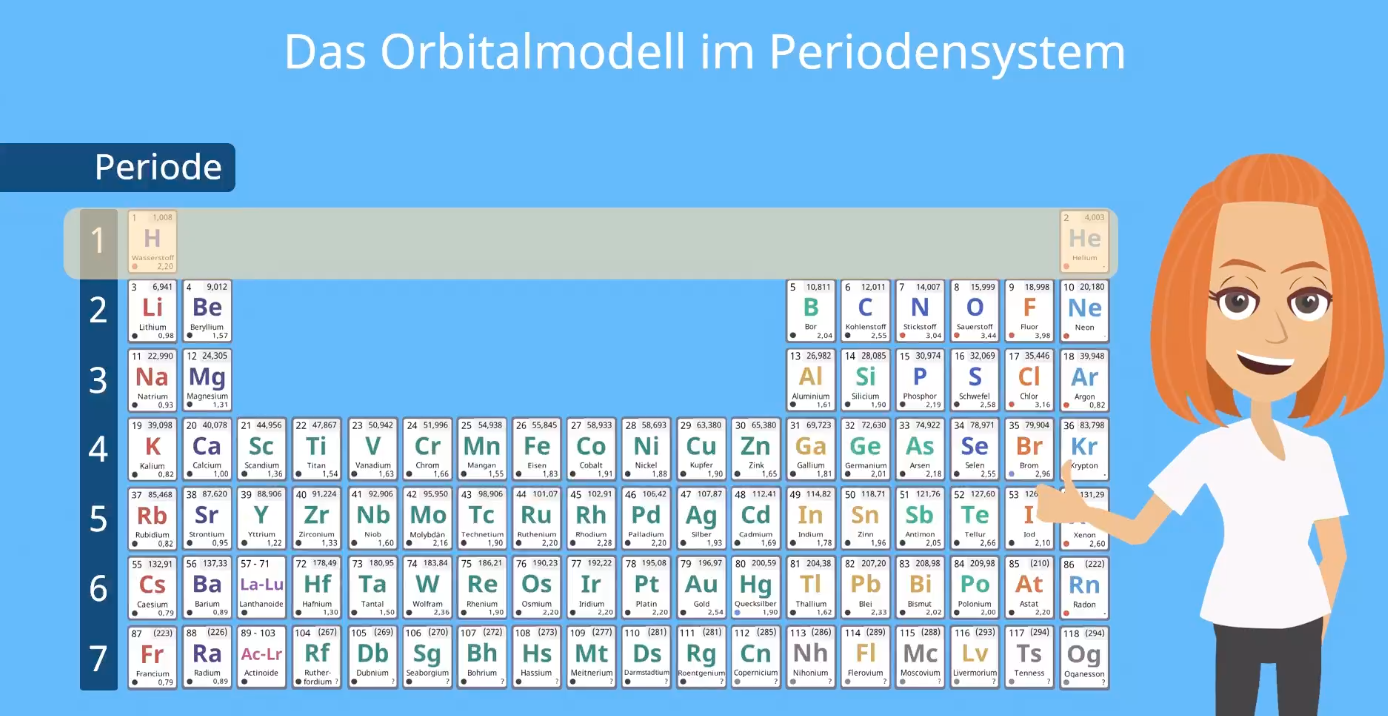 Das Orbitalmodell im Periodensystem
Periode
1 1 1,008 H Wasserstoff 2,20 2 4,003 He Helium -
2 3 6,941 Li Lithium 0,98 4 9,012 Be Beryllium 1,57 5 10,811 B Bor 2,04 6 12,011 C Kohlenstoff 2,55 7 14,007 N Stickstoff 3,04 8 15,999 O Sauerstoff 3,44 9 18,998 F Fluor 3,98 10 20,180 Ne Neon -
3 11 22,990 Na Natrium 0,93 12 24,305 Mg Magnesium 1,31 13 26,982 Al Aluminium 1,61 14 28,085 Si Silicium 1,90 15 30,974 P Phosphor 2,19 16 32,069 S Schwefel 2,58 17 35,446 Cl Chlor 3,16 18 39,948 Ar Argon 0,82
4 19 39,098 K Kalium 0,82 20 40,078 Ca Calcium 1,00 21 44,956 Sc Scandium 1,36 22 47,867 Ti Titan 1,54 23 50,942 V Vanadium 1,63 24 51,996 Cr Chrom 1,66 25 54,938 Mn Mangan 1,55 26 55,845 Fe Eisen 1,83 27 58,933 Co Cobalt 1,91 28 58,693 Ni Nickel 1,88 29 63,380 Cu Kupfer 1,90 30 65,380 Zn Zink 1,65 31 69,723 Ga Gallium 1,81 32 72,630 Ge Germanium 2,01 33 74,922 As Arsen 2,18 34 78,971 Se Selen 2,55 35 79,904 Br Brom 2,96 36 83,798 Kr Krypton -
5 37 85,468 Rb Rubidium 0,82 38 87,620 Sr Strontium 0,95 39 88,906 Y Yttrium 1,22 40 91,224 Zr Zirconium 1,33 41 92,906 Nb Niob 1,60 42 95,950 Mo Molybdän 2,16 43 98,906 Tc Technetium 1,90 44 101,07 Ru Ruthenium 2,20 45 102,91 Rh Rhodium 2,28 46 106,42 Pd Palladium 2,20 47 107,87 Ag Silber 1,93 48 112,41 Cd Cadmium 1,69 49 114,82 In Indium 1,78 50 118,71 Sn Zinn 1,96 51 121,76 Sb Antimon 2,05 52 127,60 Te Tellur 2,66 53 I Iod 2,10 131,29 Xenon 2,60
6 55 132,91 Cs Caesium 0,79 56 137,33 Ba Barium 0,89 57 - 71 La-Lu Lanthanoide 72 178,49 Hf Hafnium 1,30 73 180,95 Ta Tantal 1,50 74 183,84 W Wolfram 2,36 75 186,21 Re Rhenium 1,90 76 190,23 Os Osmium 2,20 77 192,22 Ir Iridium 2,20 78 195,08 Pt Platin 2,20 79 196,97 Au Gold 2,54 80 200,59 Hg Quecksilber 1,90 81 204,38 Tl Thallium 1,62 82 207,20 Pb Blei 2,33 83 208,98 Bi Bismut 2,02 84 209,98 Po Polonium 2,00 85 (210) At Astat 2,20 86 (222) Rn Radon -
7 87 (223) Fr Francium 0,79 88 (226) Ra Radium 0,89 89 - 103 Ac-Lr Actinoide 104 (267) Rf Ruther-fordium ? 105 (269) Db Dubnium ? 106 (270) Sg Seaborgium ? 107 (272) Bh Bohrium ? 108 (273) Hs Hassium ? 109 (277) Mt Meitnerium ? 110 (281) Ds Darmstadtium ? 111 (281) Rg Roentgenium ? 112 (285) Cn Copernicium ? 113 (286) Nh Nihonium ? 114 (289) Fl Flerovium ? 115 (288) Mc Moscovium ? 116 (293) Lv Livermorium ? 117 (294) Ts Tenness ? 118 (294) Og Oganesson ?